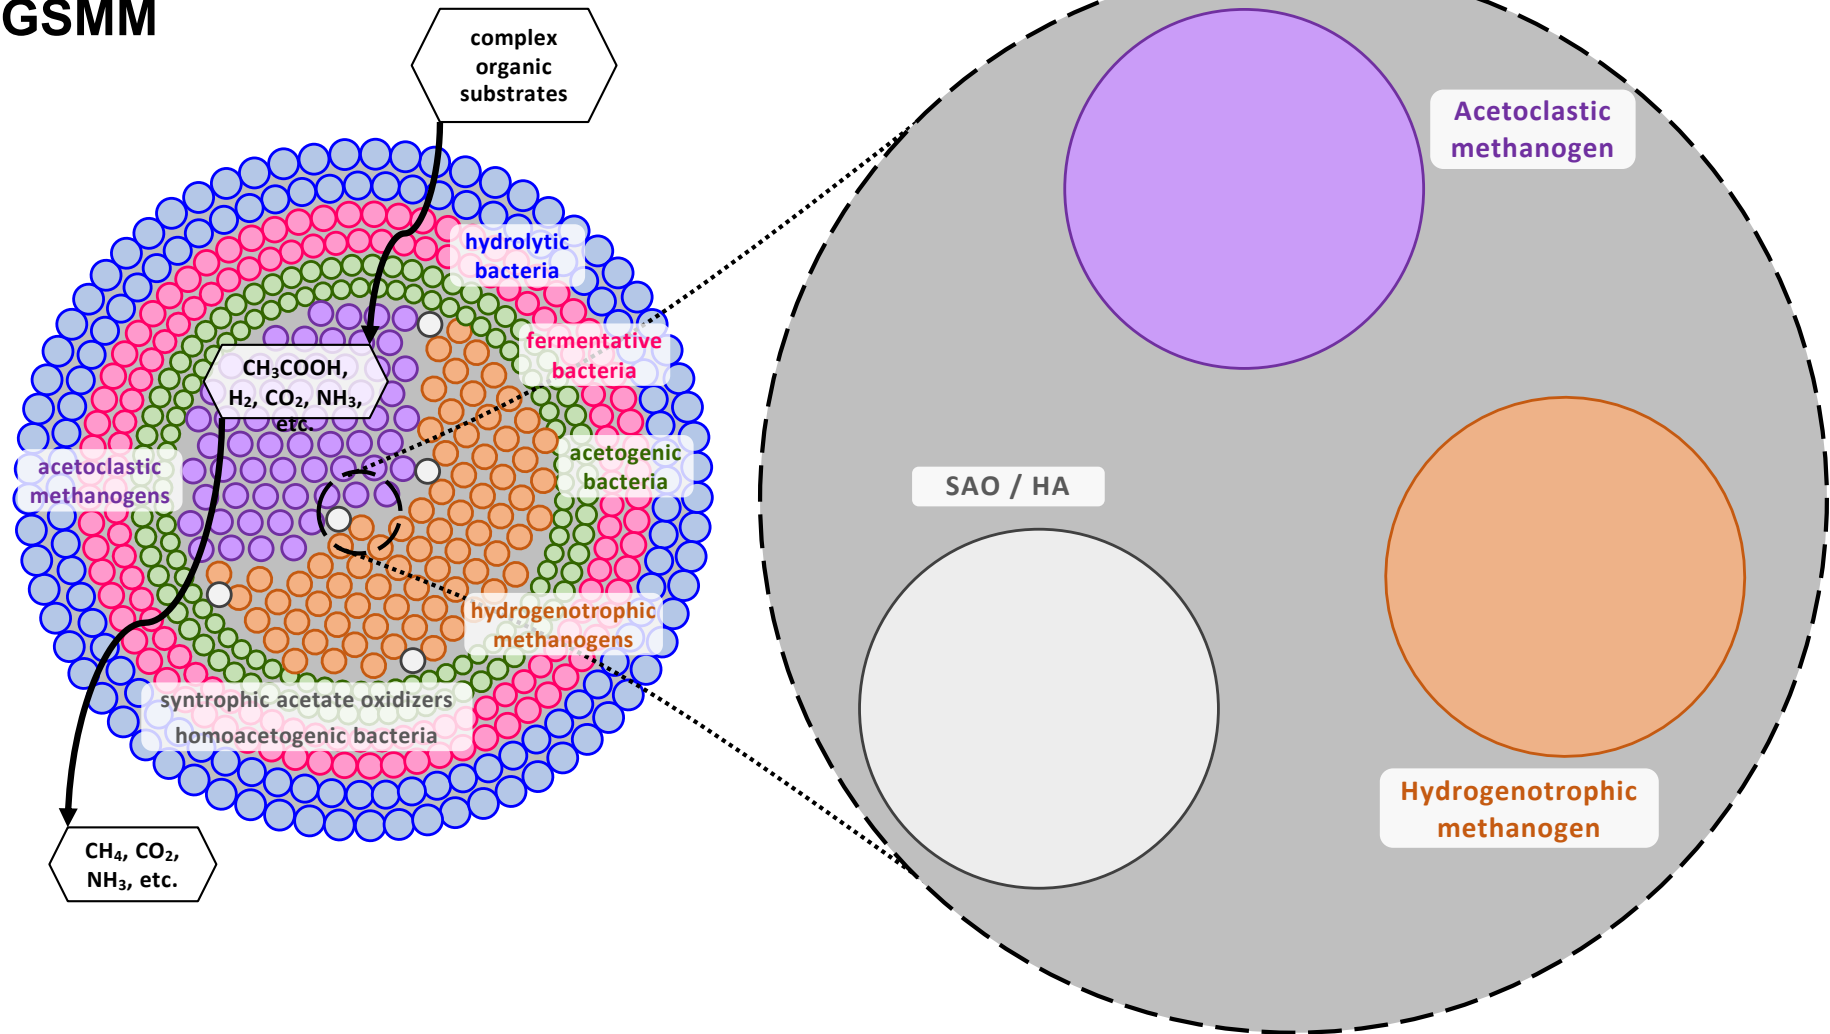 GSMM
complex
organic
substrates
hydrolytic
bacteria
fermentative
bacteria
CH₃COOH,
H₂, CO₂, NH₃,
etc.
acetogenic
bacteria
acetoclastic
methanogens
hydrogenotrophic
methanogens
syntrophic acetate oxidizers
homoacetogenic bacteria
CH₄, CO₂,
NH₃, etc.
Acetoclastic
methanogen
SAO / HA
Hydrogenotrophic
methanogen